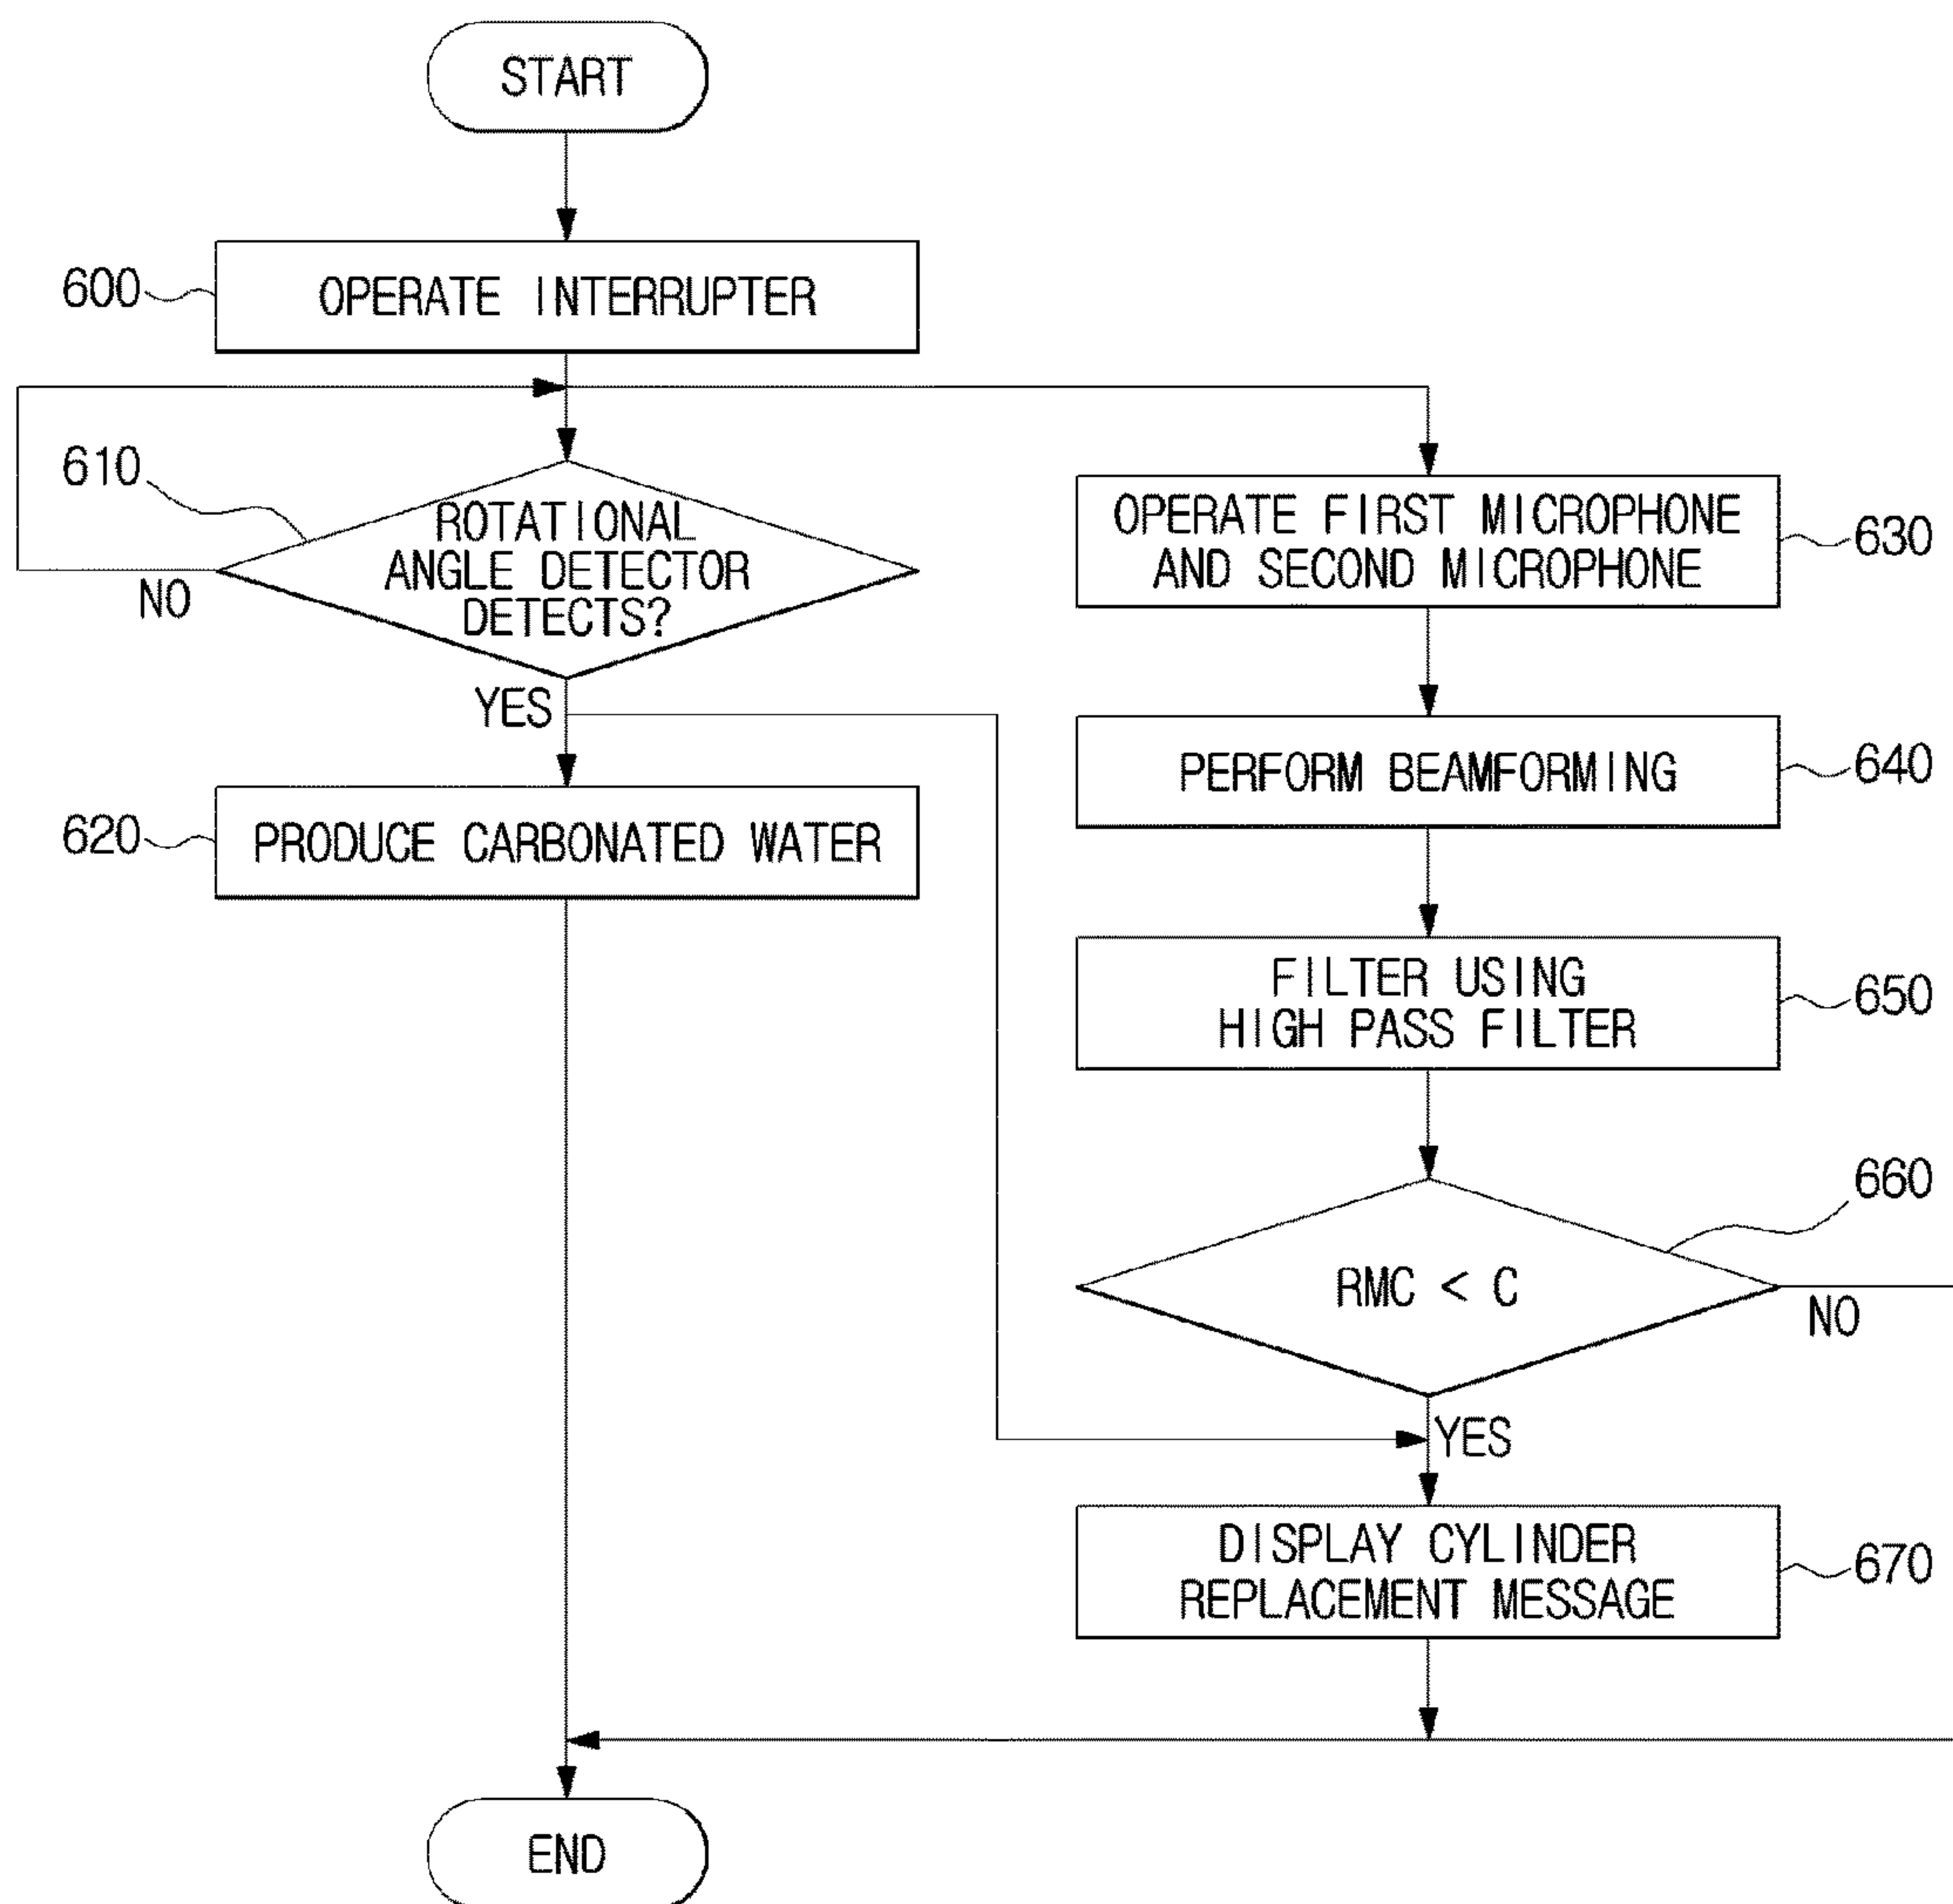 START
600
OPERATE INTERRUPTER
610
ROTATIONAL
ANGLE DETECTOR
DETECTS?
NO
YES
620
PRODUCE CARBONATED WATER
OPERATE FIRST MICROPHONE
AND SECOND MICROPHONE
630
PERFORM BEAMFORMING
640
FILTER USING
HIGH PASS FILTER
650
660
RMC < C
NO
YES
DISPLAY CYLINDER
REPLACEMENT MESSAGE
670
END